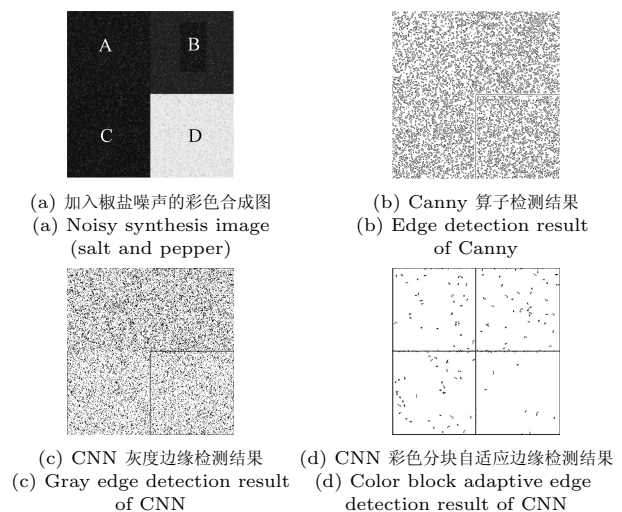 A
B
C
D
(a) 加入椒盐噪声的彩色合成图
(a) Noisy synthesis image
(salt and pepper)
(b) Canny 算子检测结果
(b) Edge detection result
of Canny
(c) CNN 灰度边缘检测结果
(c) Gray edge detection result
of CNN
(d) CNN 彩色分块自适应边缘检测结果
(d) Color block adaptive edge
detection result of CNN